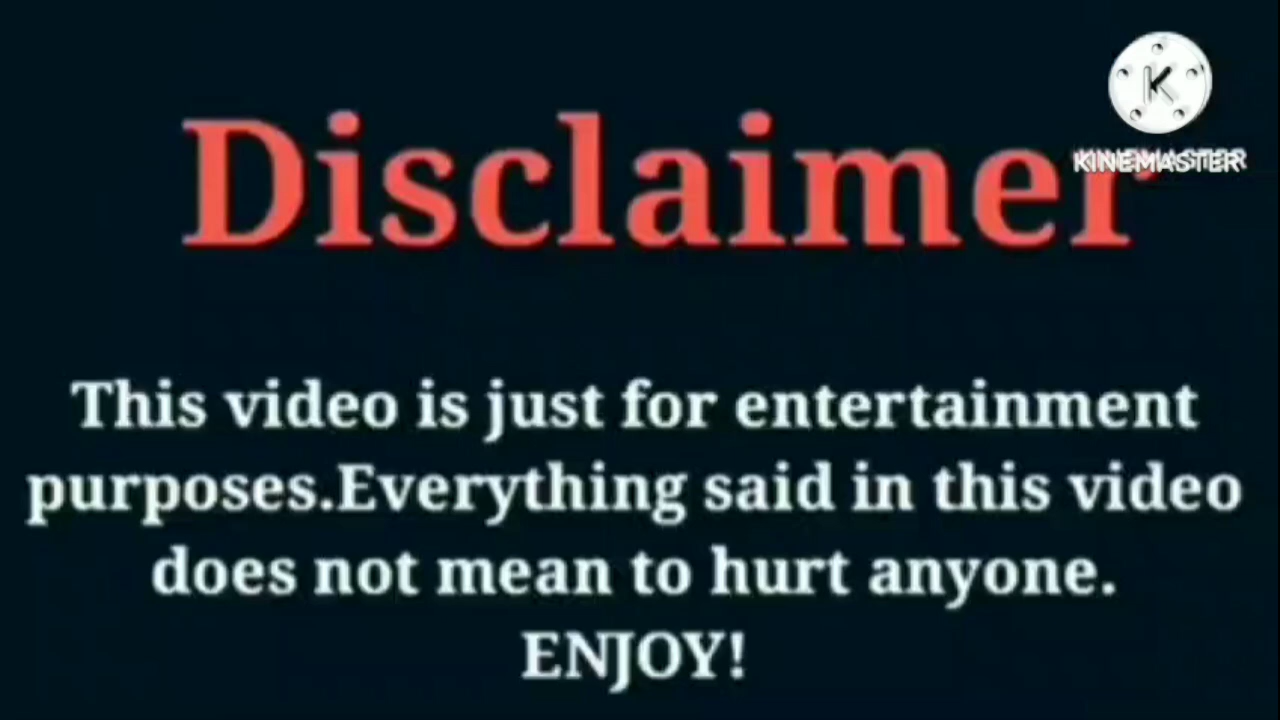 K
KINEMASTER
Disclaimer
This video is just for entertainment
purposes.Everything said in this video
does not mean to hurt anyone.
ENJOY!